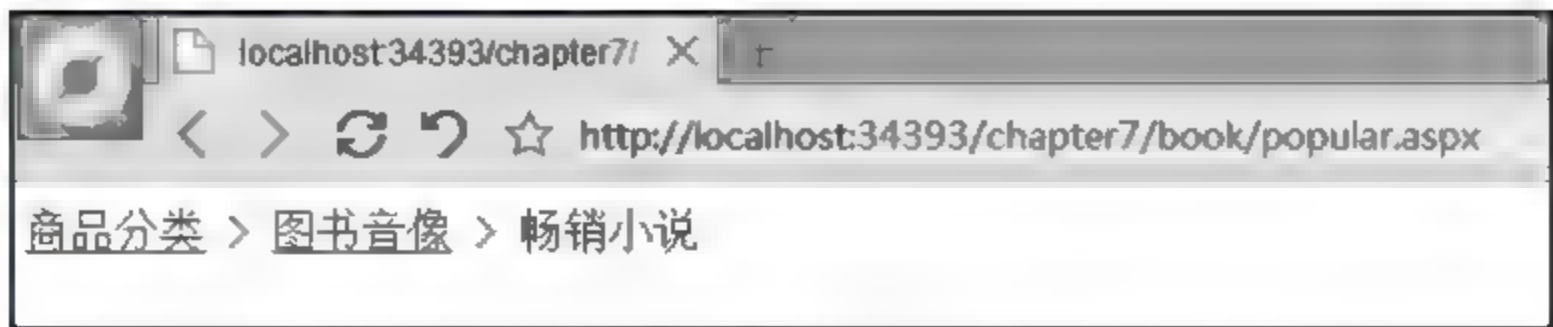 localhost:34393/chapter7/
http://localhost:34393/chapter7/book/popular.aspx
商品分类 > 图书音像 > 畅销小说